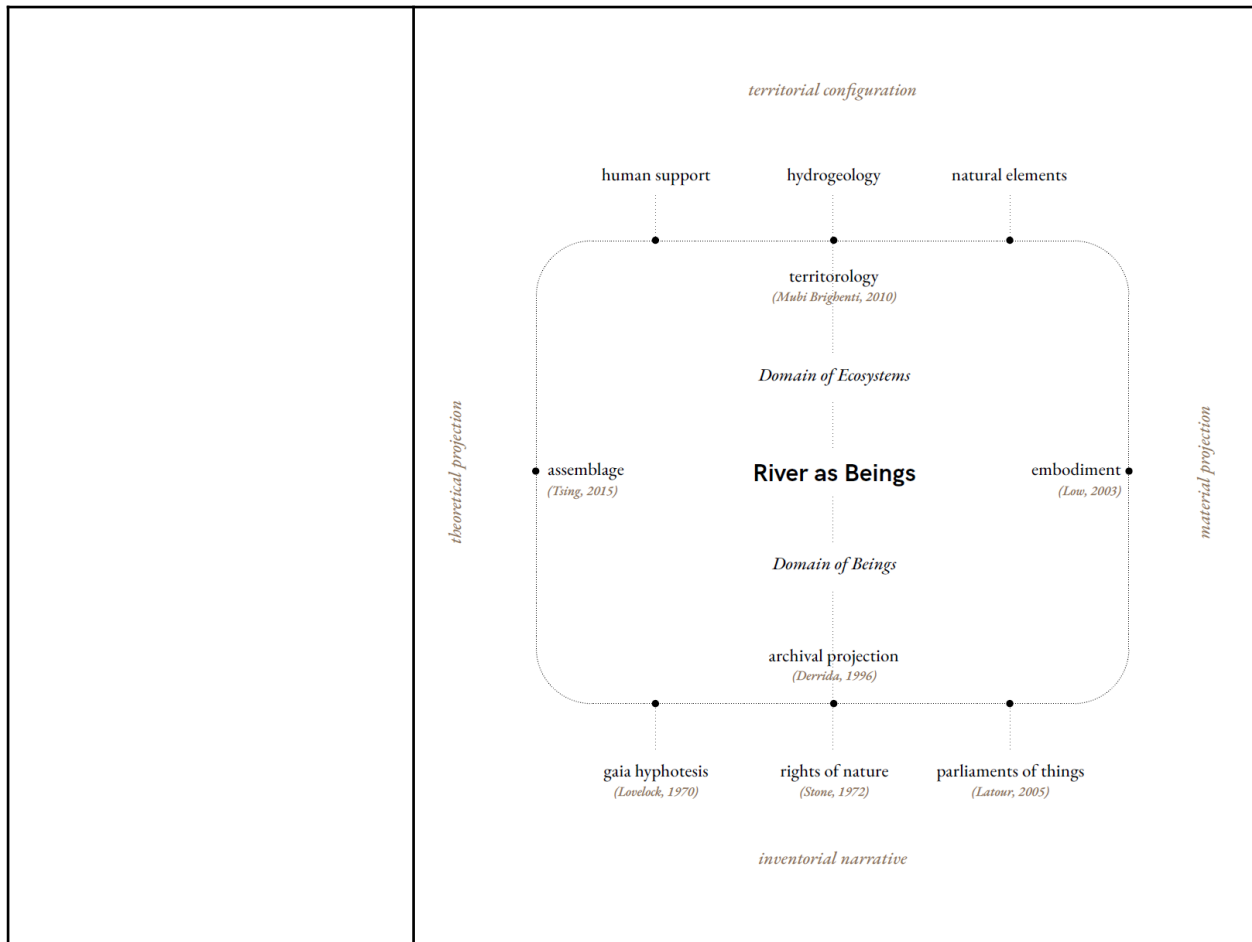 territorial configuration
human support
hydrogeology
natural elements
territorology
(Mubi Brighenti, 2010)
Domain of Ecosystems
theoretical projection
assemblage
(Tsing, 2015)
River as Beings
embodiment
(Low, 2003)
material projection
Domain of Beings
archival projection
(Derrida, 1996)
gaia hyphotesis
(Lovelock, 1970)
rights of nature
(Stone, 1972)
parliaments of things
(Latour, 2005)
inventorial narrative